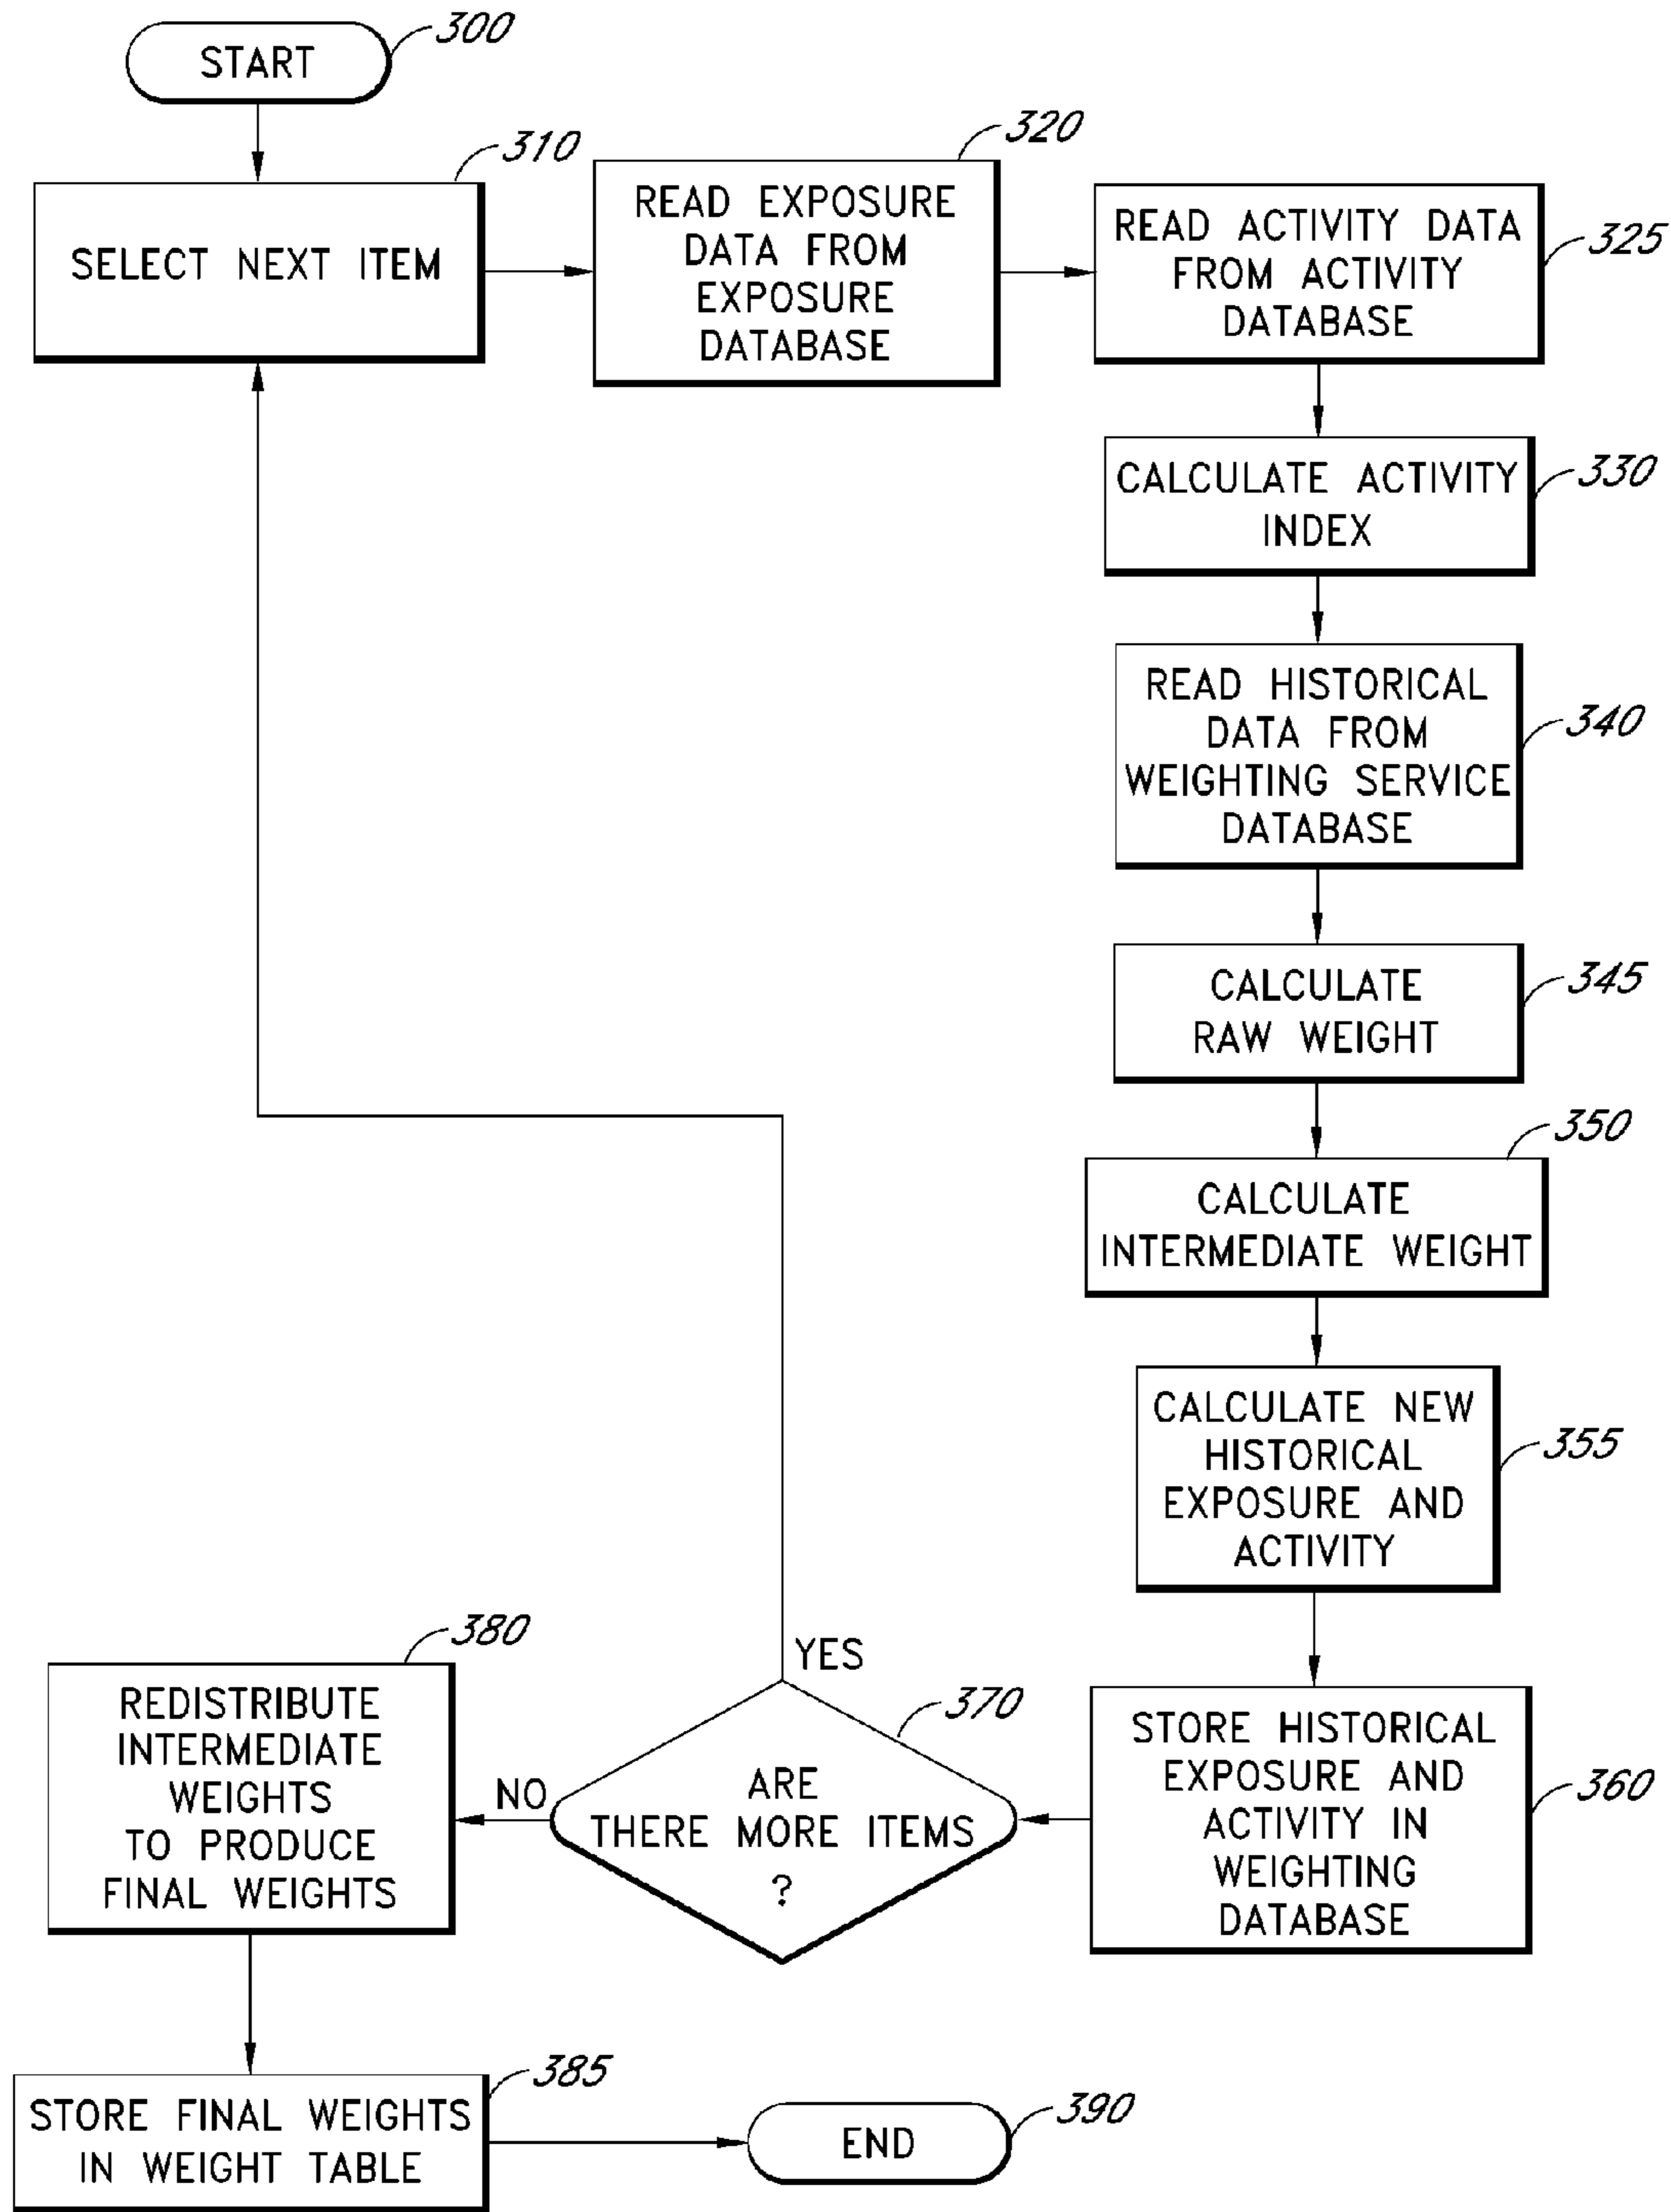 START
300
310
SELECT NEXT ITEM
320
READ EXPOSURE
DATA FROM
EXPOSURE
DATABASE
READ ACTIVITY DATA
FROM ACTIVITY
DATABASE
325
CALCULATE ACTIVITY
INDEX
330
READ HISTORICAL
DATA FROM
WEIGHTING SERVICE
DATABASE
340
CALCULATE
RAW WEIGHT
345
350
CALCULATE
INTERMEDIATE WEIGHT
CALCULATE NEW
HISTORICAL
EXPOSURE AND
ACTIVITY
355
STORE HISTORICAL
EXPOSURE AND
ACTIVITY IN
WEIGHTING
DATABASE
360
YES
370
ARE
THERE MORE ITEMS
?
NO
380
REDISTRIBUTE
INTERMEDIATE
WEIGHTS
TO PRODUCE
FINAL WEIGHTS
385
STORE FINAL WEIGHTS
IN WEIGHT TABLE
END
390